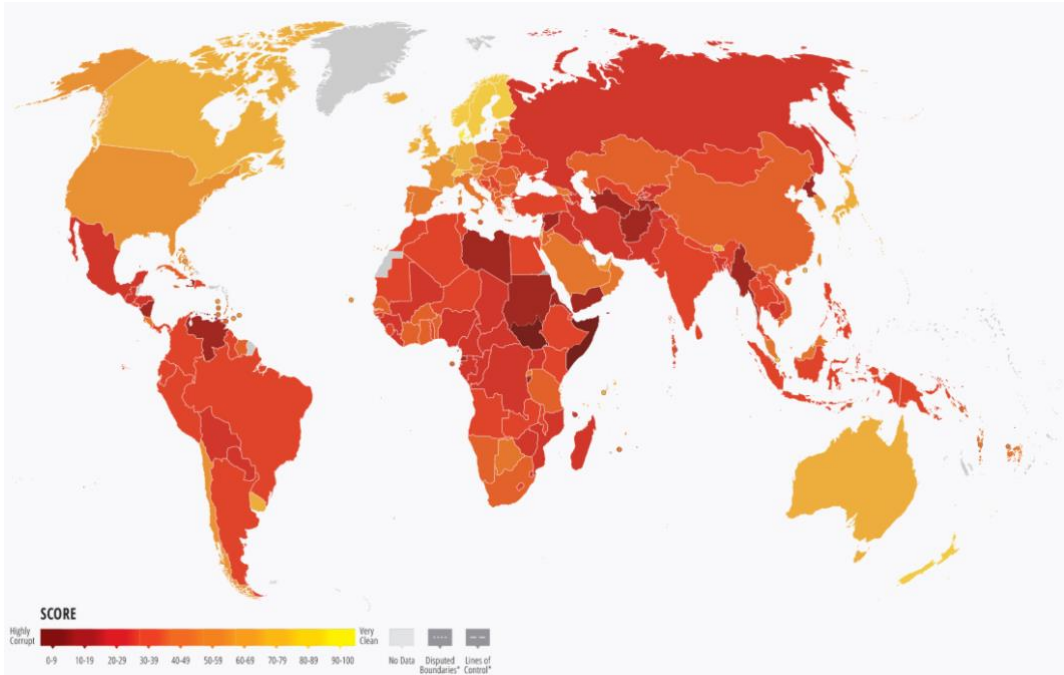 SCORE
Highly
Corrupt
Very
Clean
0-9 10-19 20-29 30-39 40-49 50-59 60-69 70-79 80-89 90-100
No Data
Disputed
Boundaries*
Lines of
Control*